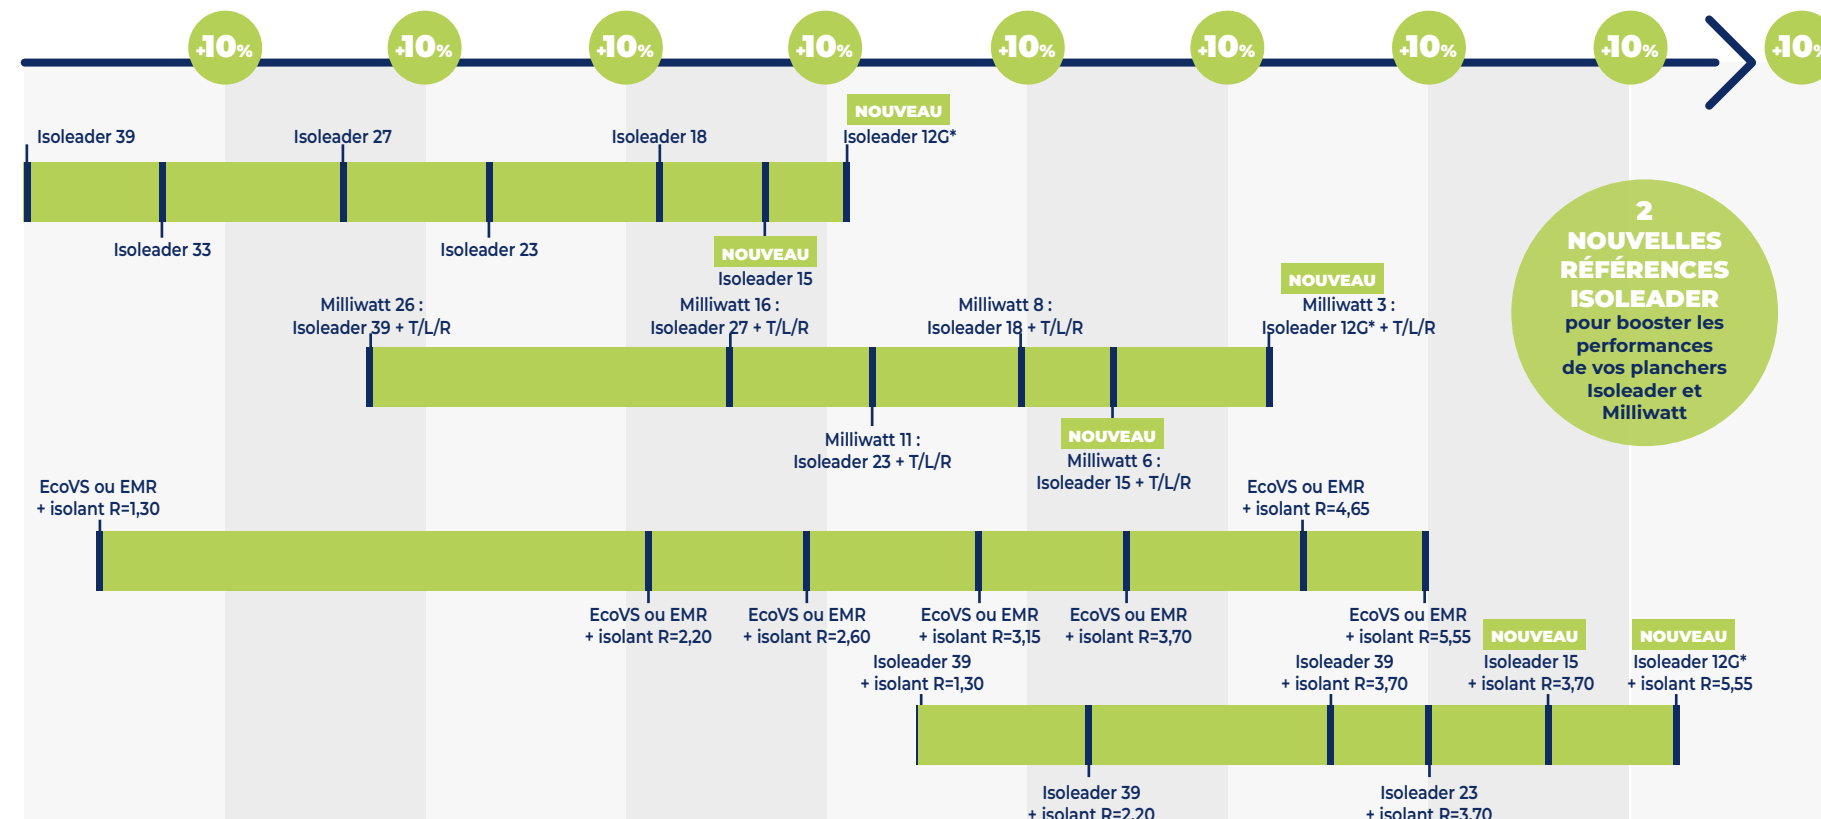 +10%
+10%
+10%
+10%
+10%
+10%
+10%
+10%
+10%
NOUVEAU
Isoleader 39
Isoleader 27
Isoleader 18
Isoleader 12G*
Isoleader 33
Isoleader 23
NOUVEAU
Isoleader 15
2
NOUVELLES
RÉFÉRENCES
ISOLEADER
pour booster les
performances
de vos planchers
Isoleader et
Milliwatt
Milliwatt 26 :
Isoleader 39 + T/L/R
Milliwatt 16 :
Isoleader 27 + T/L/R
Milliwatt 8 :
Isoleader 18 + T/L/R
NOUVEAU
Milliwatt 3 :
Isoleader 12G* + T/L/R
Milliwatt 11 :
Isoleader 23 + T/L/R
NOUVEAU
Milliwatt 6 :
Isoleader 15 + T/L/R
EcoVS ou EMR
+ isolant R=1,30
EcoVS ou EMR
+ isolant R=4,65
EcoVS ou EMR
+ isolant R=2,20
EcoVS ou EMR
+ isolant R=2,60
EcoVS ou EMR
+ isolant R=3,15
EcoVS ou EMR
+ isolant R=3,70
EcoVS ou EMR
+ isolant R=5,55
Isoleader 39
+ isolant R=1,30
Isoleader 39
+ isolant R=3,70
NOUVEAU
Isoleader 15
+ isolant R=3,70
NOUVEAU
Isoleader 12G*
+ isolant R=5,55
Isoleader 39
+ isolant R=2,20
Isoleader 23
+ isolant R=3,70